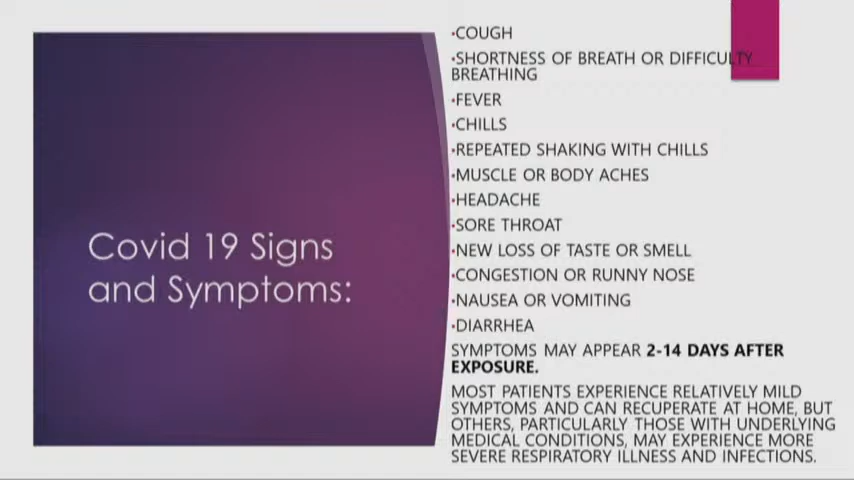 Covid 19 Signs
and Symptoms:
•COUGH
•SHORTNESS OF BREATH OR DIFFICULTY
BREATHING
•FEVER
•CHILLS
•REPEATED SHAKING WITH CHILLS
•MUSCLE OR BODY ACHES
•HEADACHE
•SORE THROAT
•NEW LOSS OF TASTE OR SMELL
•CONGESTION OR RUNNY NOSE
•NAUSEA OR VOMITING
•DIARRHEA
SYMPTOMS MAY APPEAR 2-14 DAYS AFTER
EXPOSURE.
MOST PATIENTS EXPERIENCE RELATIVELY MILD
SYMPTOMS AND CAN RECUPERATE AT HOME, BUT
OTHERS, PARTICULARLY THOSE WITH UNDERLYING
MEDICAL CONDITIONS, MAY EXPERIENCE MORE
SEVERE RESPIRATORY ILLNESS AND INFECTIONS.